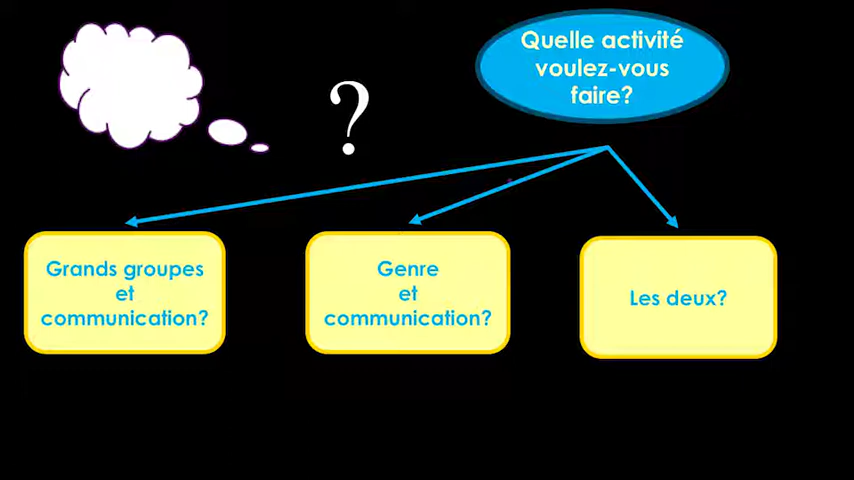 Quelle activité
voulez-vous
faire?
?
Grands groupes
et
communication?
Genre
et
communication?
Les deux?